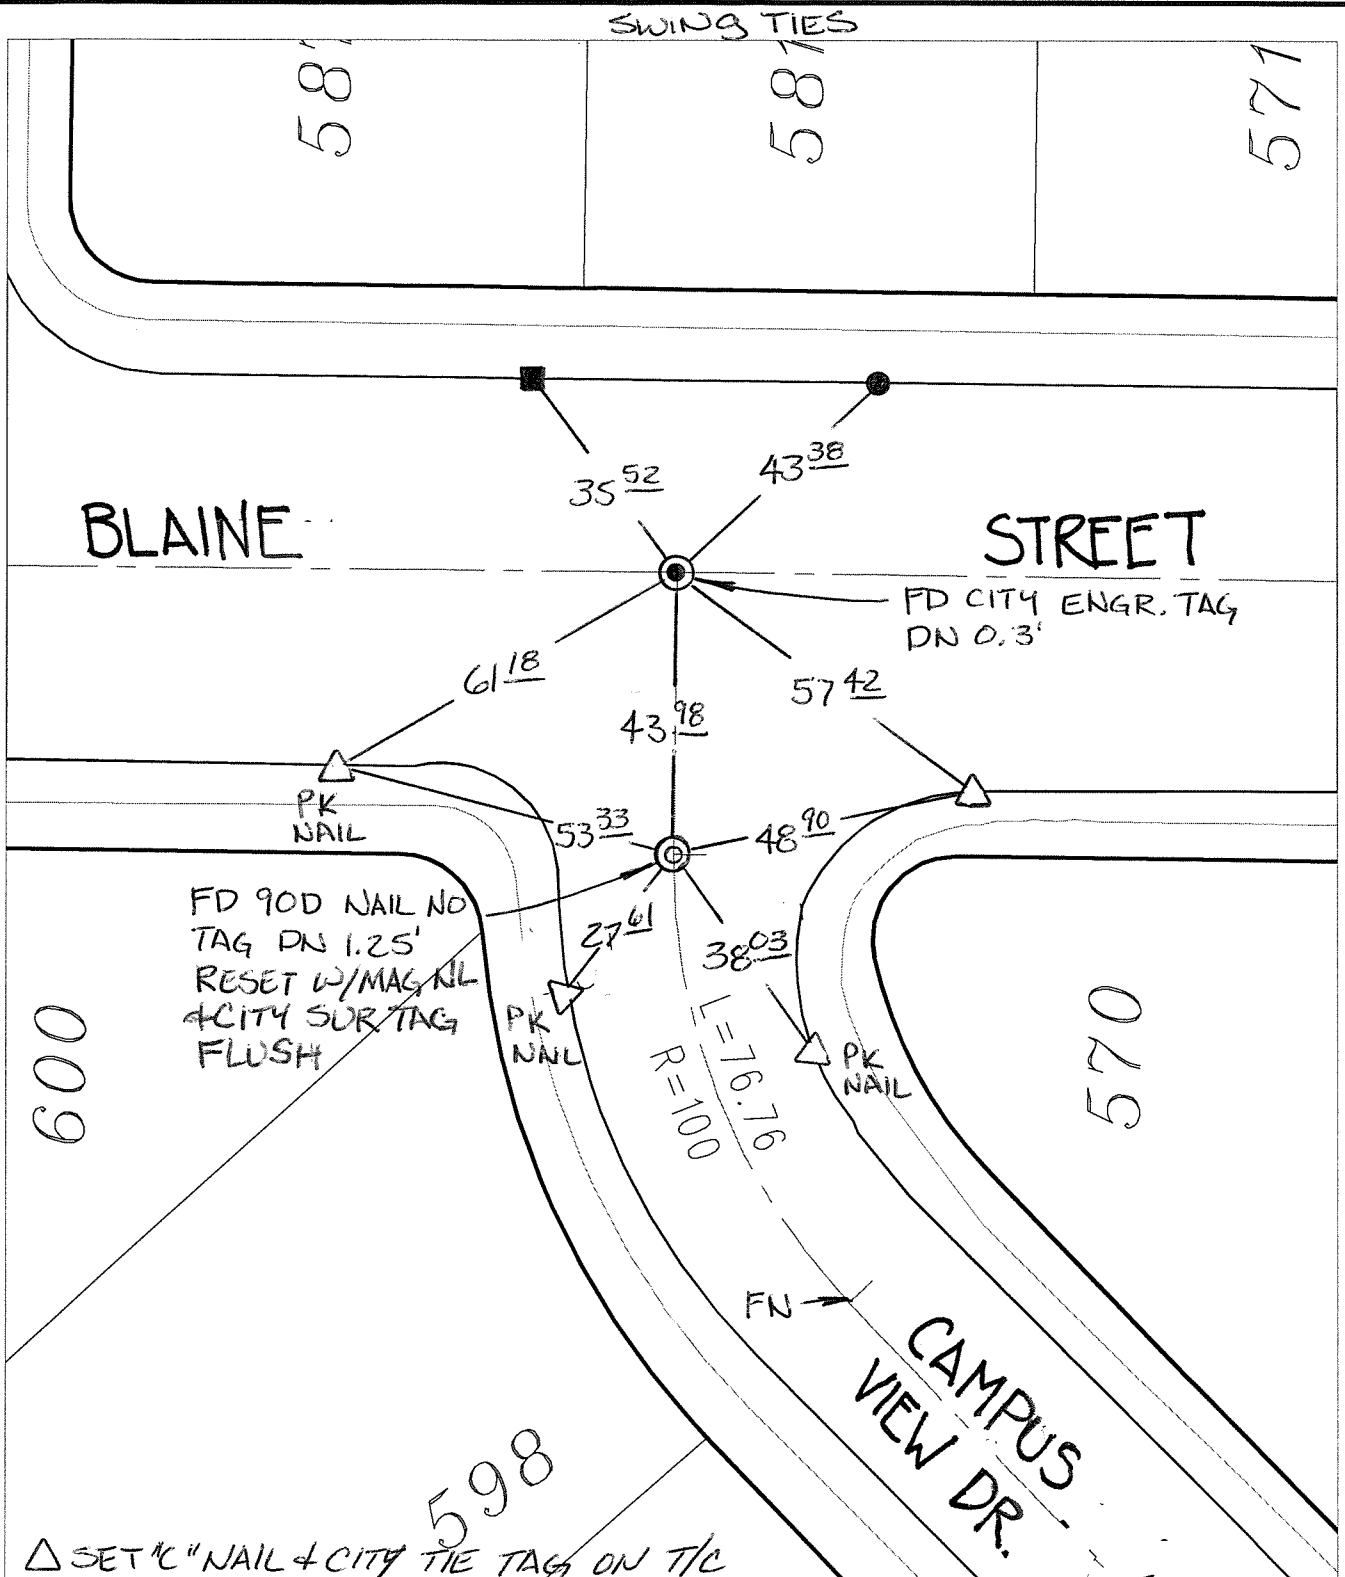 SWING TIES
581
581
571
35 52
43 38
BLAINE
STREET
FD CITY ENGR. TAG
DN 0.3'
61 18
57 42
43.98
PK
NAIL
53 33
48 90
FD 90D NAIL NO
TAG DN 1.25'
RESET W/MAG NL
&CITY SUR TAG
FLUSH
27 61
38 03
PK
NAIL
PK
NAIL
L=76.76
R=100
600
570
FN
CAMPUS
VIEW DR.
598
△ SET "C" NAIL & CITY TIE TAG ON T/C